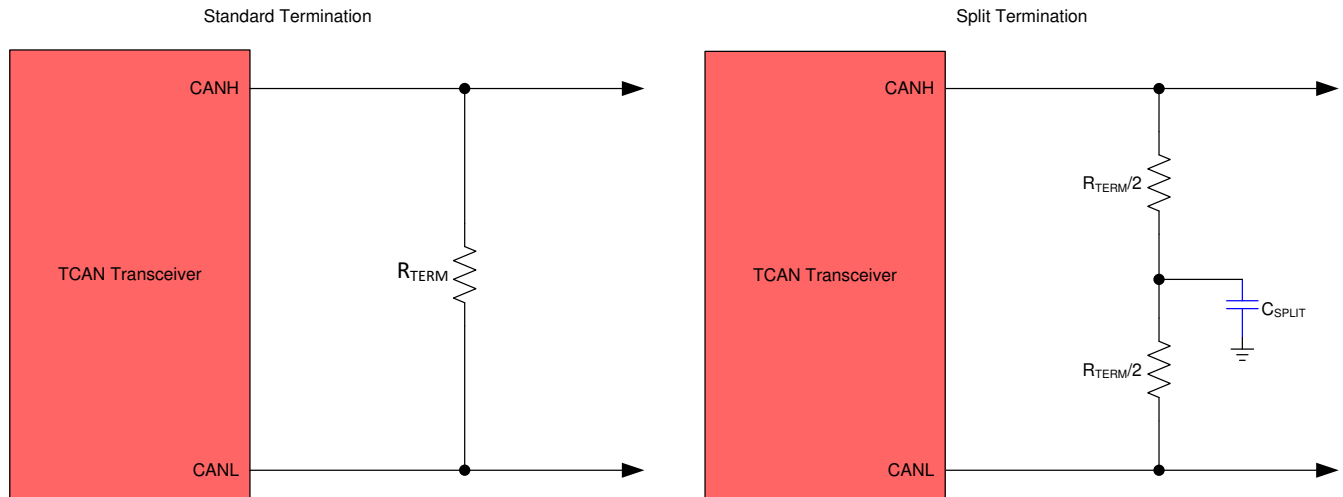 Standard Termination
CANH
TCAN Transceiver
RTERM
CANL
Split Termination
CANH
RTERM/2
TCAN Transceiver
CSPLIT
RTERM/2
CANL